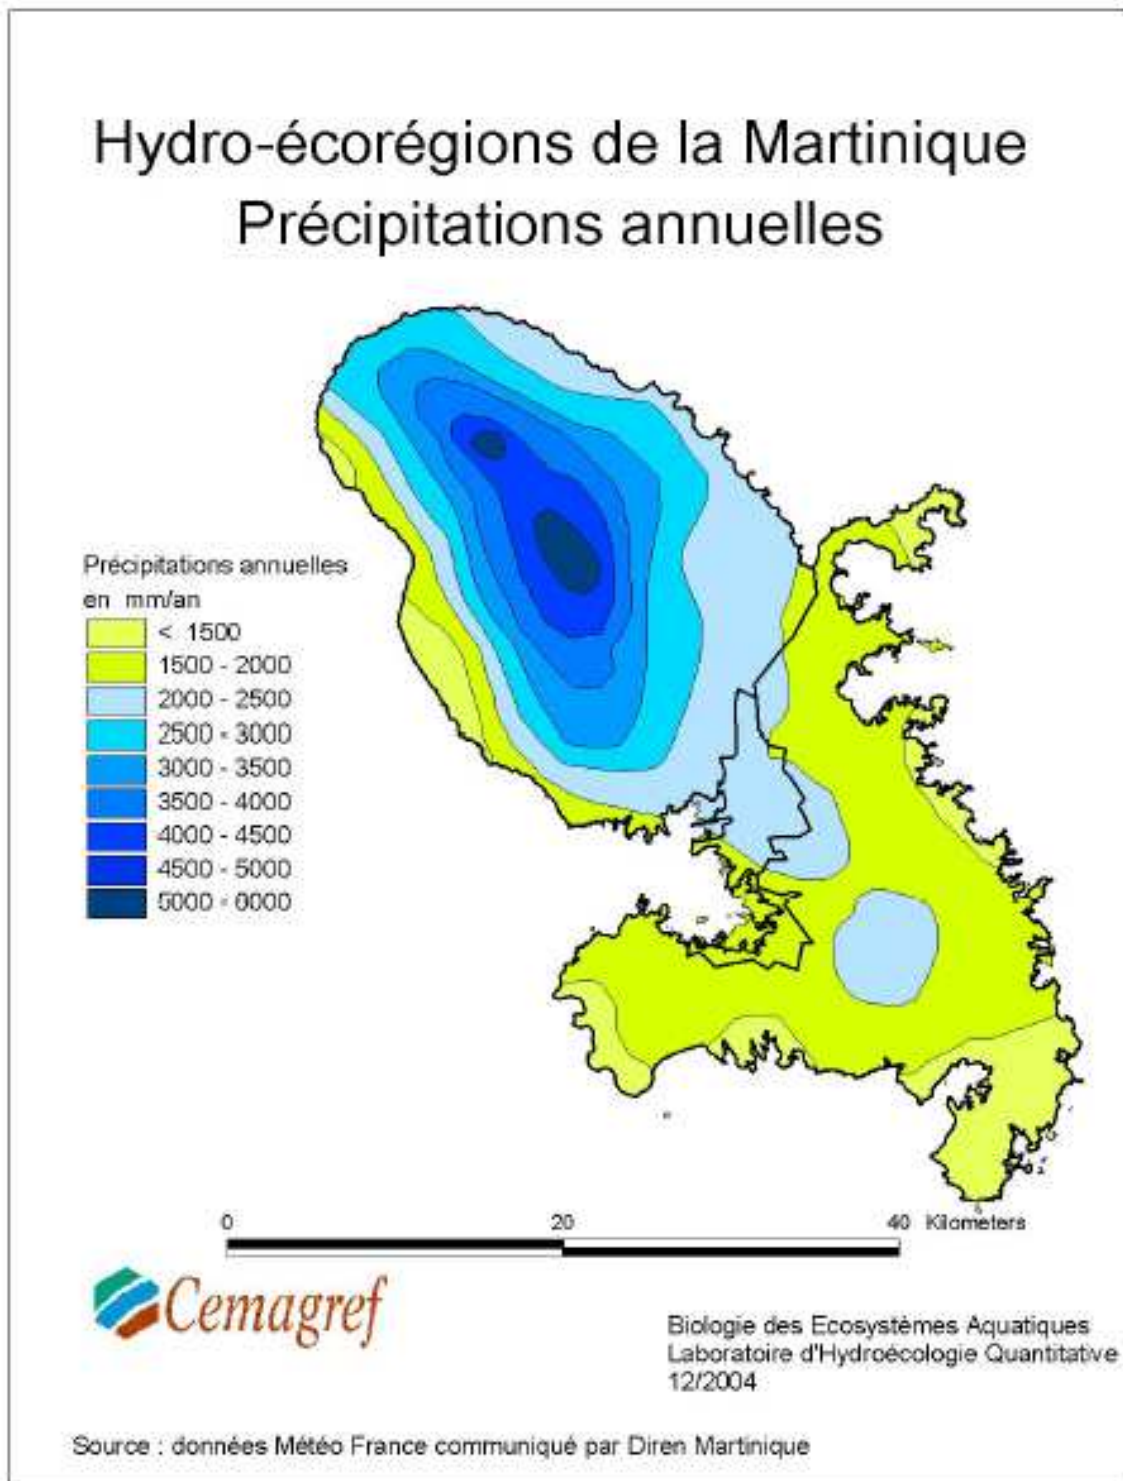 Hydro-écorégions de la Martinique
Précipitations annuelles
Précipitations annuelles
en mm/an
< 1500
1500 - 2000
2000 - 2500
2500 - 3000
3000 - 3500
3500 - 4000
4000 - 4500
4500 - 5000
5000 - 6000
0 20 40 Kilometers
Cemagref
Biologie des Ecosystèmes Aquatiques
Laboratoire d'Hydroécologie Quantitative
12/2004
Source : données Météo France communiqué par Diren Martinique